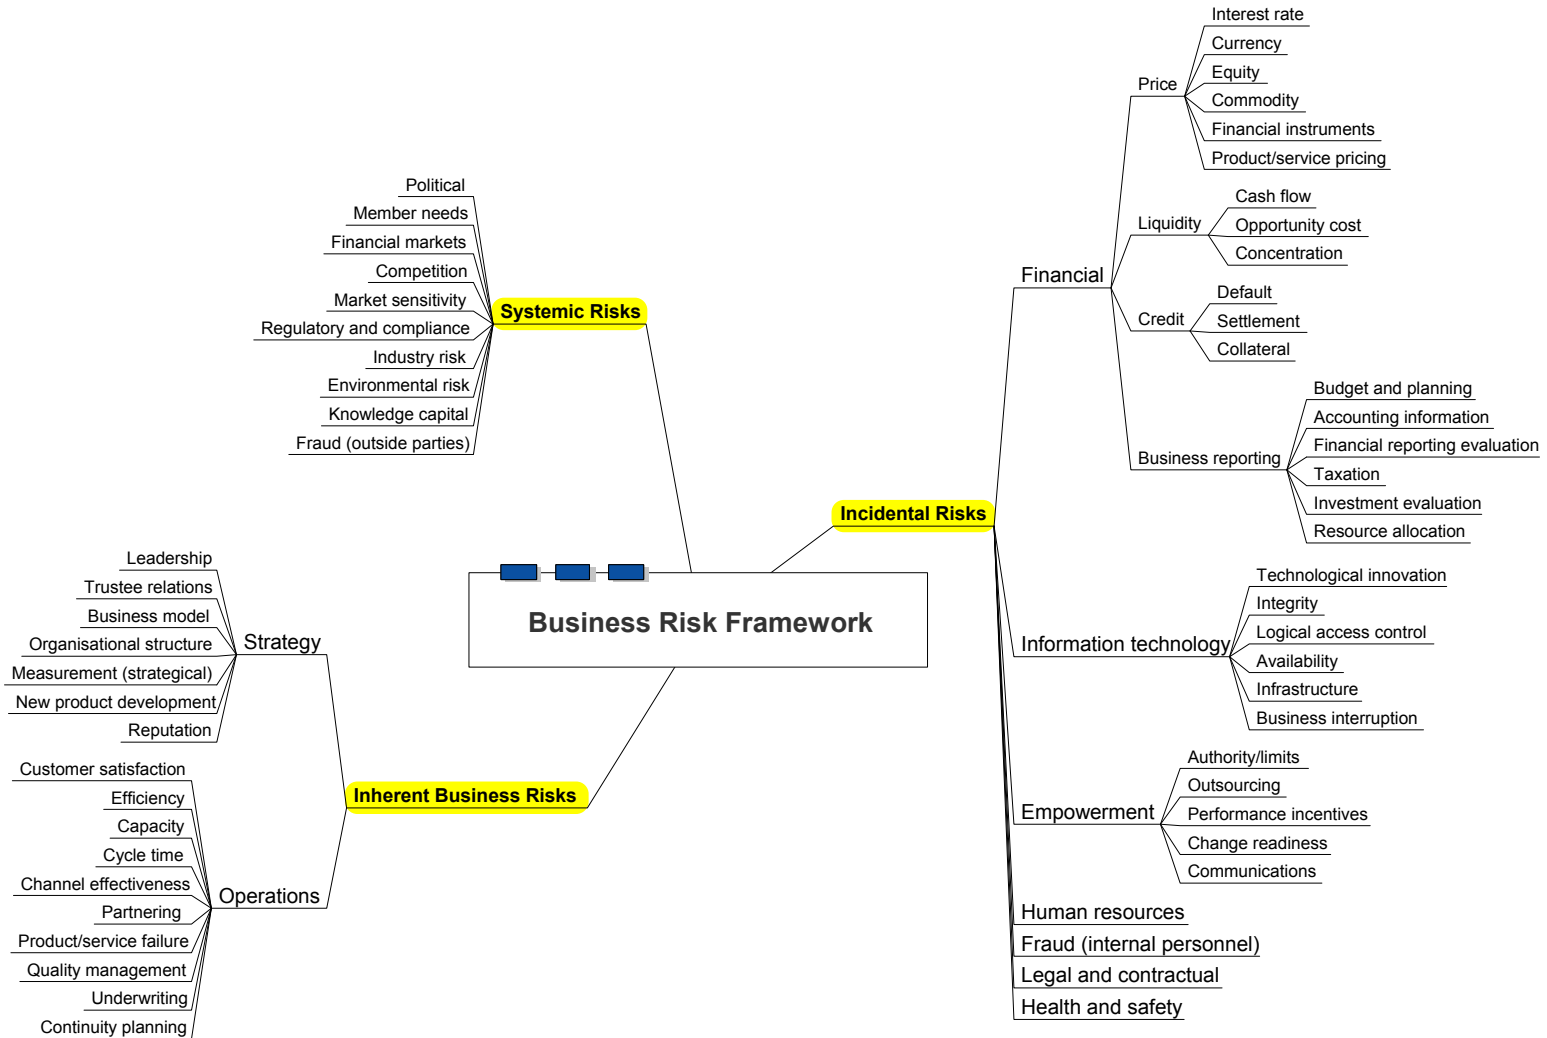 Business Risk Framework
Systemic Risks
Political
Member needs
Financial markets
Competition
Market sensitivity
Regulatory and compliance
Industry risk
Environmental risk
Knowledge capital
Fraud (outside parties)
Inherent Business Risks
Strategy
Leadership
Trustee relations
Business model
Organisational structure
Measurement (strategical)
New product development
Reputation
Operations
Customer satisfaction
Efficiency
Capacity
Cycle time
Channel effectiveness
Partnering
Product/service failure
Quality management
Underwriting
Continuity planning
Incidental Risks
Financial
Price
Interest rate
Currency
Equity
Commodity
Financial instruments
Product/service pricing
Liquidity
Cash flow
Opportunity cost
Concentration
Credit
Default
Settlement
Collateral
Business reporting
Budget and planning
Accounting information
Financial reporting evaluation
Taxation
Investment evaluation
Resource allocation
Information technology
Technological innovation
Integrity
Logical access control
Availability
Infrastructure
Business interruption
Empowerment
Authority/limits
Outsourcing
Performance incentives
Change readiness
Communications
Human resources
Fraud (internal personnel)
Legal and contractual
Health and safety